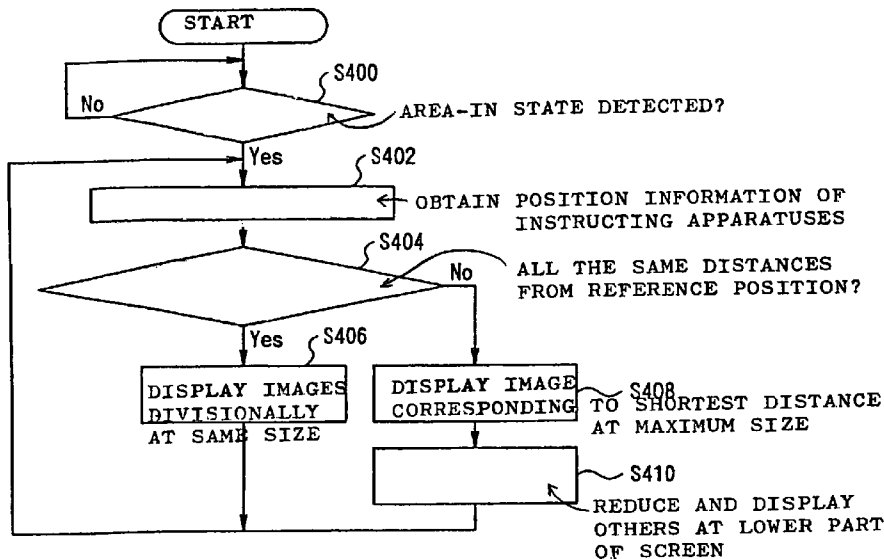 START
S400
No
AREA-IN STATE DETECTED?
Yes
S402
OBTAIN POSITION INFORMATION OF
INSTRUCTING APPARATUSES
S404
No
ALL THE SAME DISTANCES
FROM REFERENCE POSITION?
Yes
S406
DISPLAY IMAGES
DIVISIONALLY
AT SAME SIZE
S408
DISPLAY IMAGE
CORRESPONDING TO SHORTEST DISTANCE
AT MAXIMUM SIZE
S410
REDUCE AND DISPLAY
OTHERS AT LOWER PART
OF SCREEN